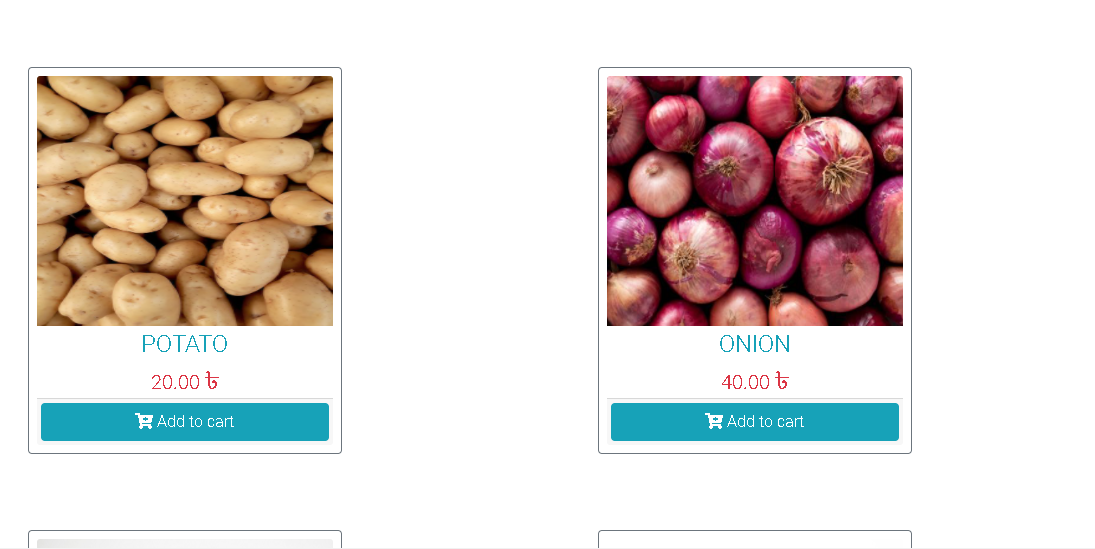 POTATO
20.00 ৳
Add to cart
ONION
40.00 ৳
Add to cart